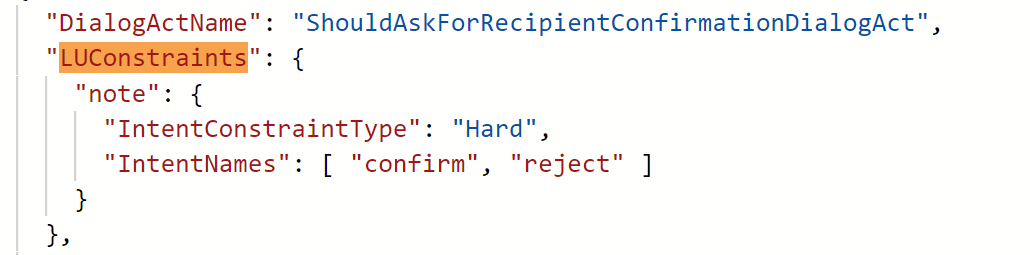 "DialogActName": "ShouldAskForRecipientConfirmationDialogAct",
"LUConstraints": {
"note": {
"IntentConstraintType": "Hard",
"IntentNames": [ "confirm", "reject" ]
}
},